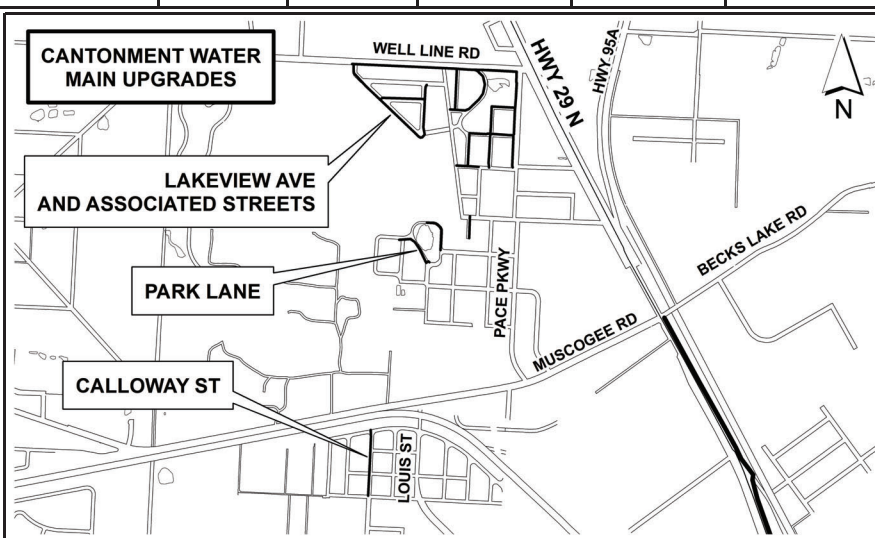 CANTONMENT WATER
MAIN UPGRADES
WELL LINE RD
HWY 29 N
HWY 95A
N
LAKEVIEW AVE
AND ASSOCIATED STREETS
BECKS LAKE RD
PARK LANE
PACE PKWY
MUSCOGEE RD
CALLOWAY ST
LOUIS ST